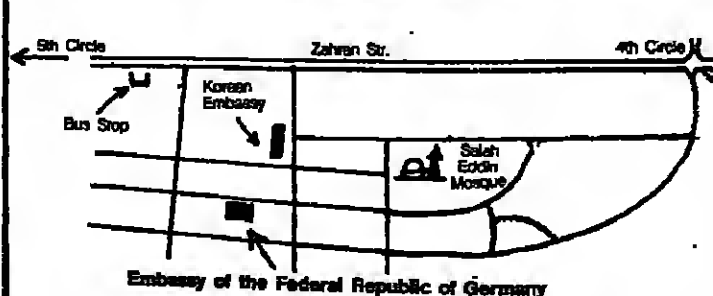 5th Circle
Zahran Str.
4th Circle
Bus Stop
Korean
Embassy
Salah
Eddin
Mosque
Embassy of the Federal Republic of Germany